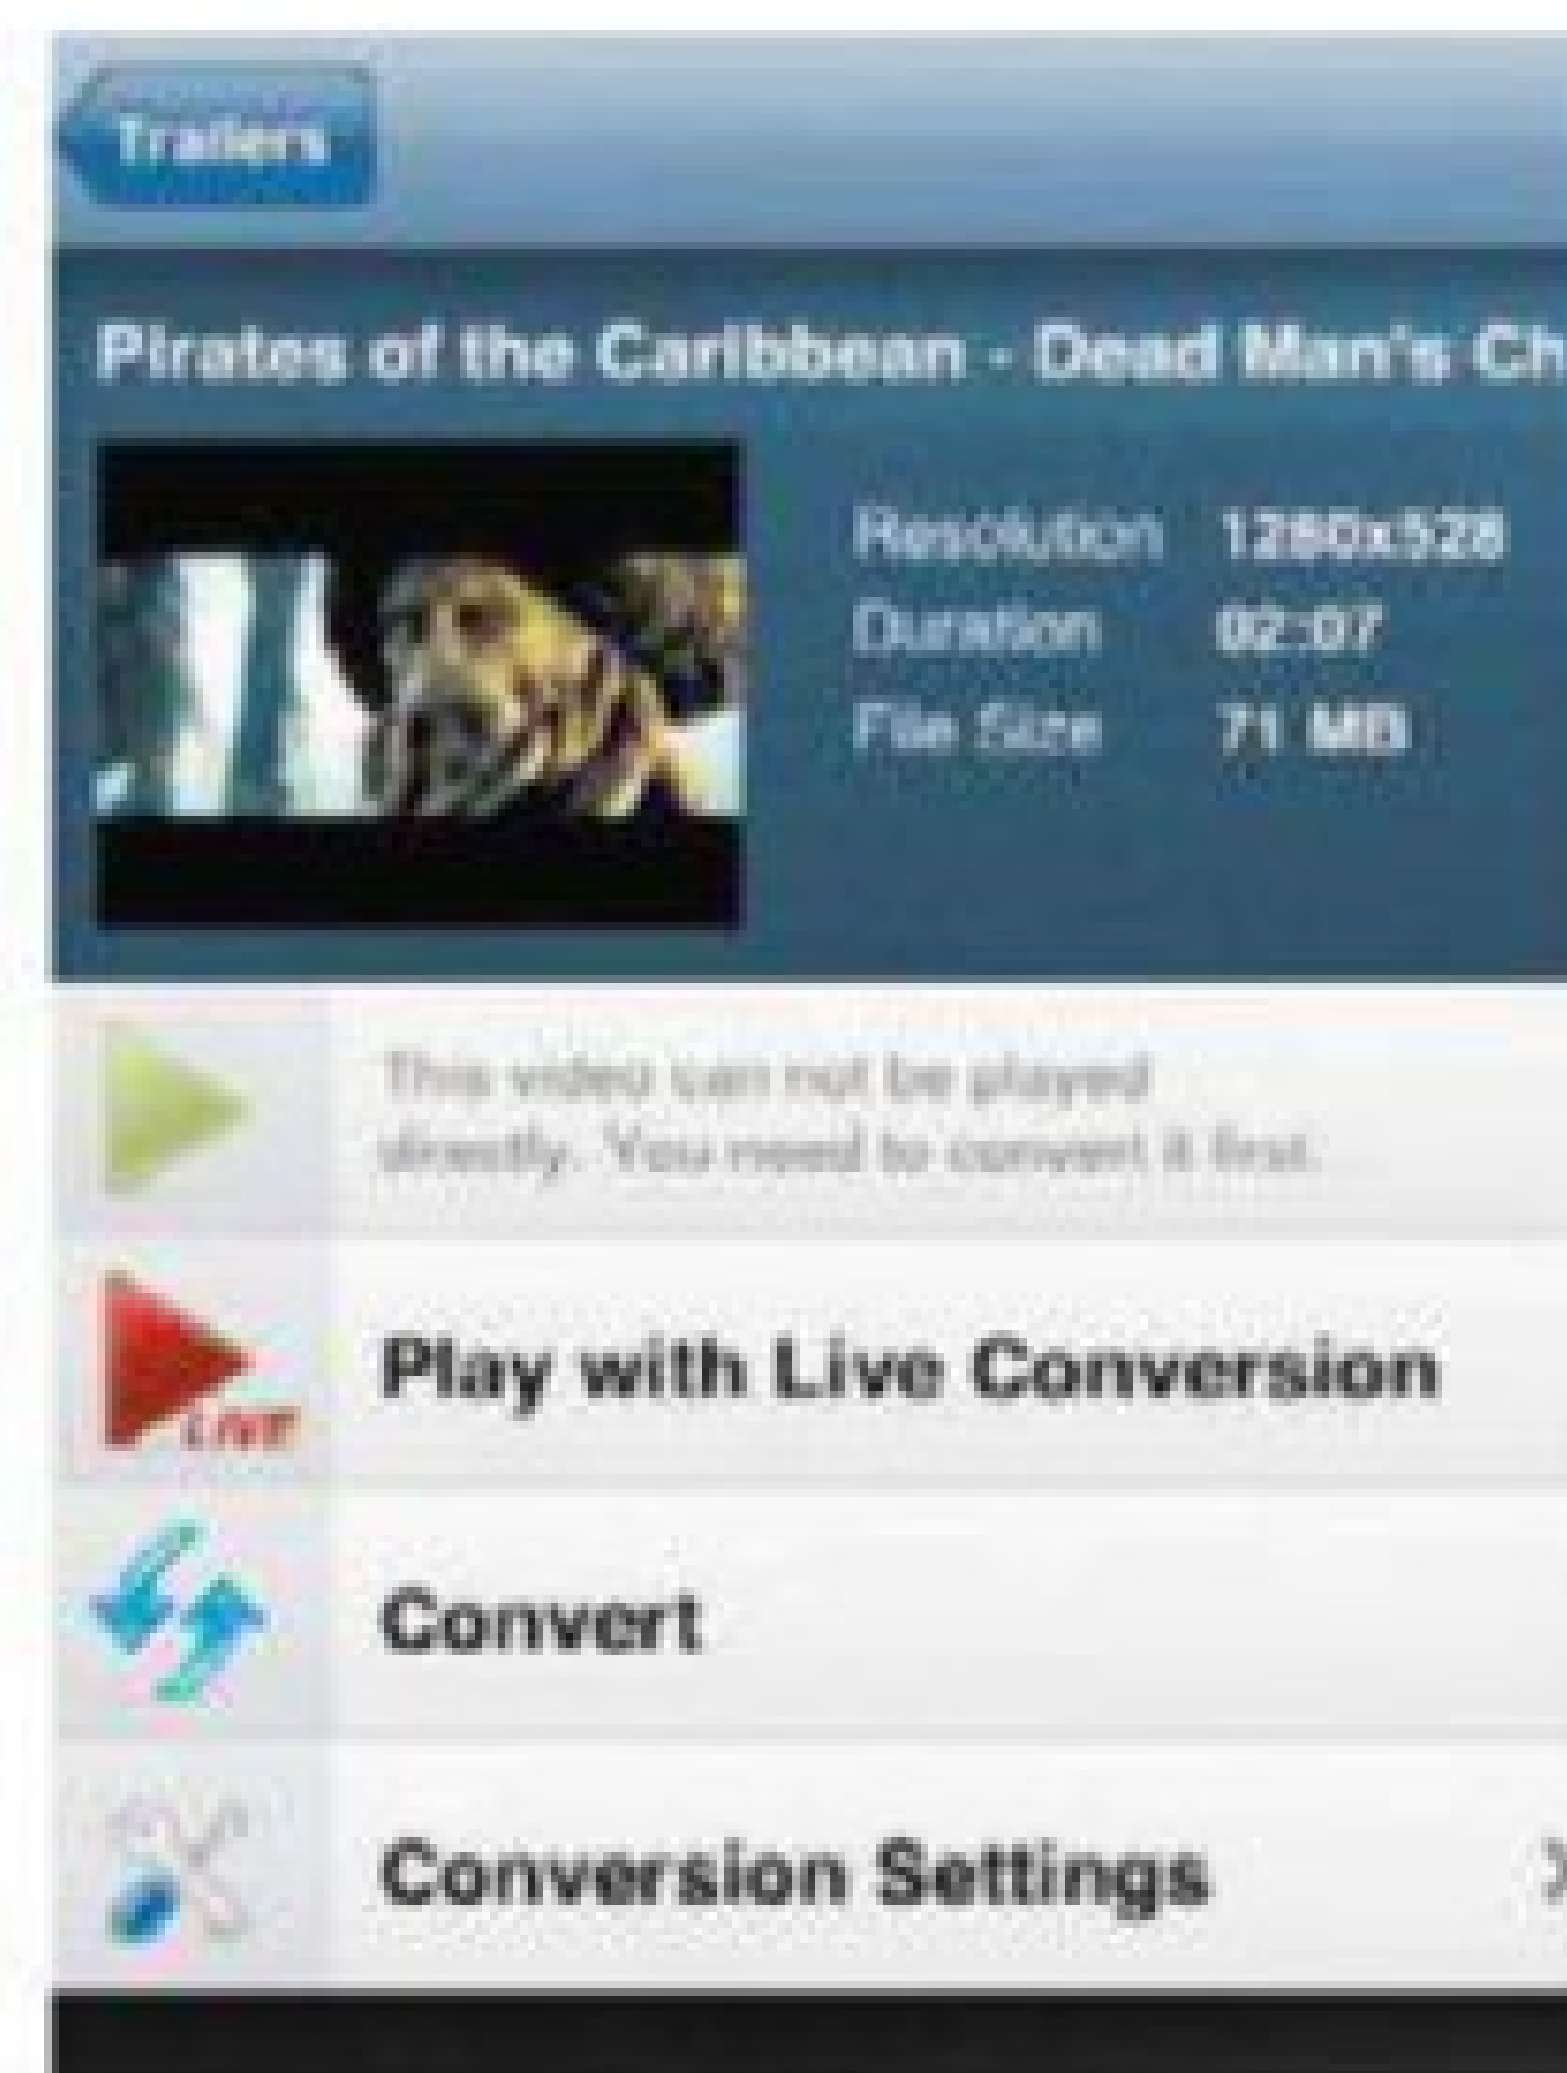 Trailers
Pirates of the Caribbean - Dead Man's Ch
Resolution 1280x528
Duration 02:07
File Size 71 MB
This video can not be played
directly. You need to convert it first.
Play with Live Conversion
LIVE
Convert
Conversion Settings